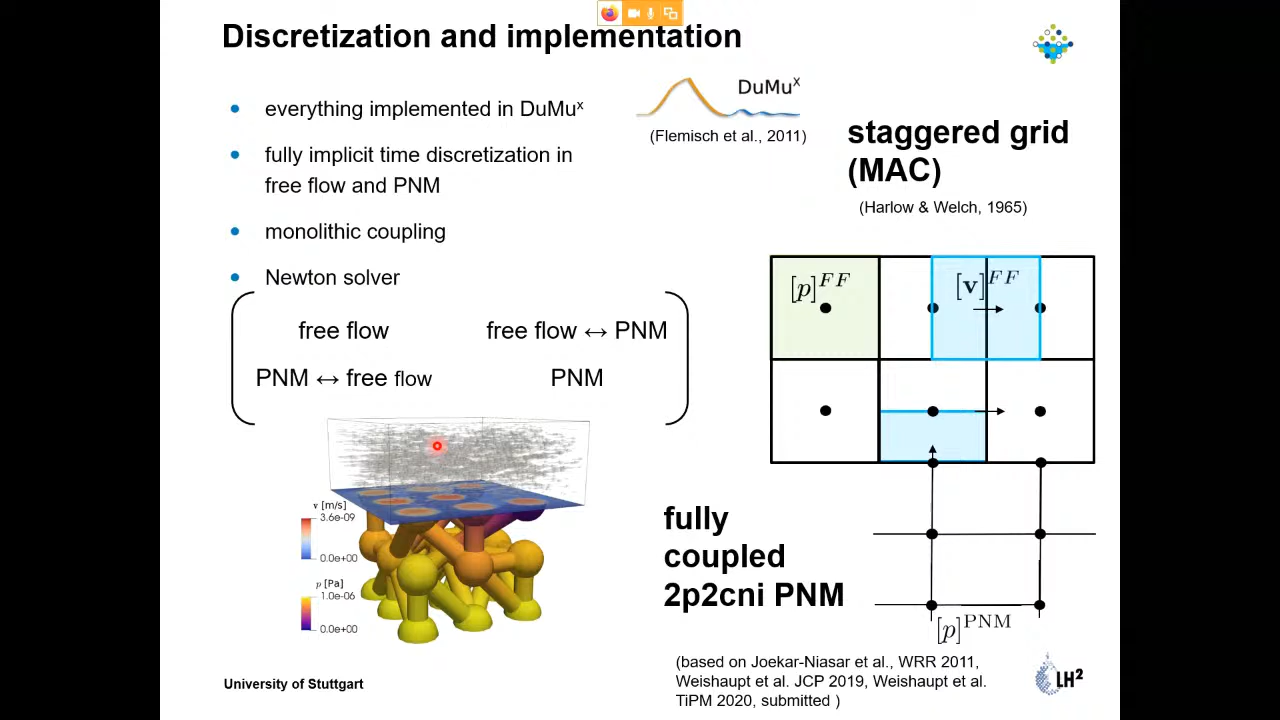 Discretization and implementation
everything implemented in DuMuˣ
fully implicit time discretization in
free flow and PNM
monolithic coupling
Newton solver
free flow
free flow ↔ PNM
PNM ↔ free flow
PNM
DuMuˣ
(Flemisch et al., 2011)
staggered grid
(MAC)
(Harlow & Welch, 1965)
[p]^{FF}
[v]^{FF}
v [m/s]
3.6e-09
0.0e+00
p [Pa]
1.0e-06
0.0e+00
fully
coupled
2p2cni PNM
[p]^{PNM}
(based on Joekar-Niasar et al., WRR 2011,
Weishaupt et al. JCP 2019, Weishaupt et al.
TiPM 2020, submitted )
University of Stuttgart
LH²